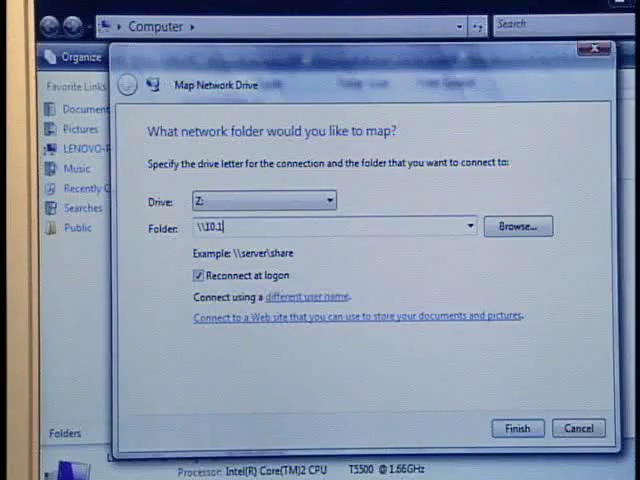 Computer
Search
Organize
Map Network Drive
Favorite Links
Document
Pictures
LENOVO-
Music
Recently C
Searches
Public
What network folder would you like to map?
Specify the drive letter for the connection and the folder that you want to connect to:
Drive: Z:
Folder: \\10.1 Browse...
Example: \\server\share
Reconnect at logon
Connect using a different user name.
Connect to a Web site that you can use to store your documents and pictures.
Finish Cancel
Folders
Processor: Intel(R) Core(TM)2 CPU T5500 @ 1.66GHz